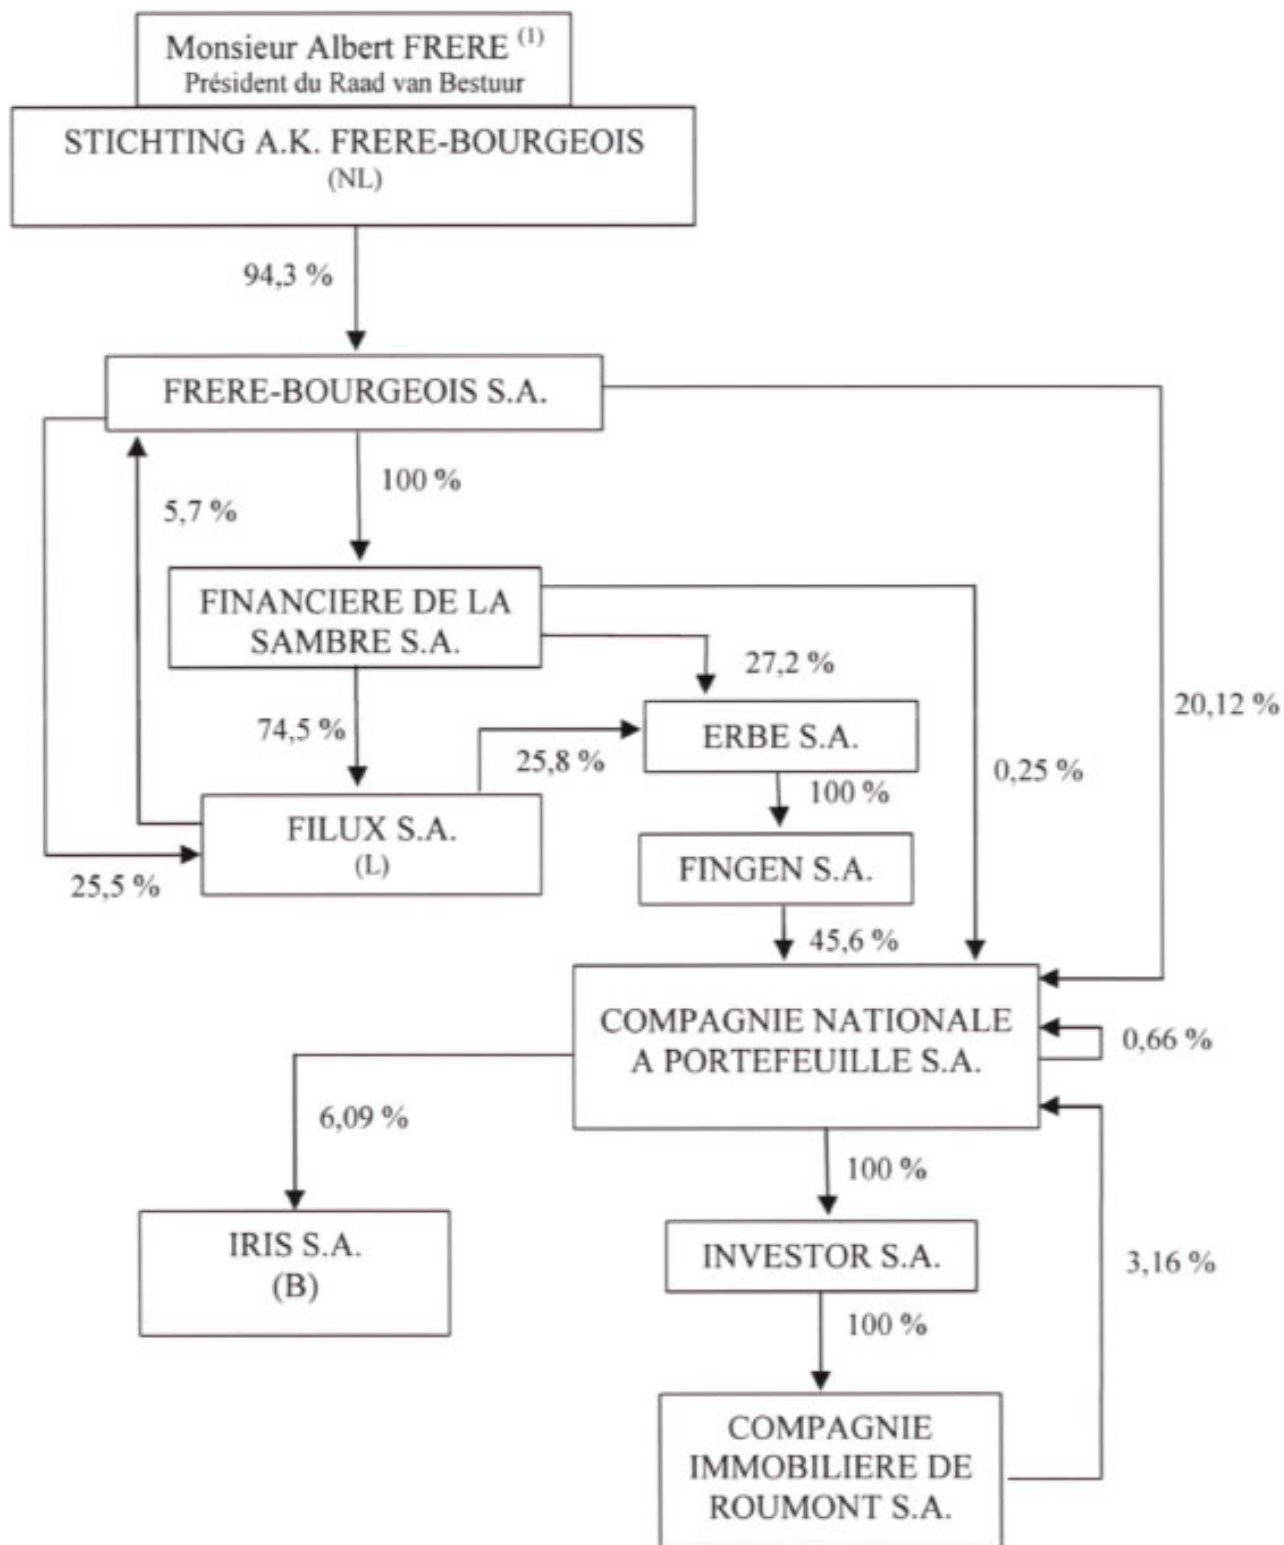 Monsieur Albert FRERE (1)
Président du Raad van Bestuur
STICHTING A.K. FRERE-BOURGEOIS
(NL)
94,3 %
FRERE-BOURGEOIS S.A.
100 %
5,7 %
FINANCIERE DE LA
SAMBRE S.A.
27,2 %
20,12 %
74,5 %
ERBE S.A.
25,8 %
0,25 %
100 %
FILUX S.A.
(L)
FINGEN S.A.
25,5 %
45,6 %
COMPAGNIE NATIONALE
A PORTEFEUILLE S.A.
0,66 %
6,09 %
100 %
IRIS S.A.
(B)
INVESTOR S.A.
3,16 %
100 %
COMPAGNIE
IMMOBILIERE DE
ROUMONT S.A.